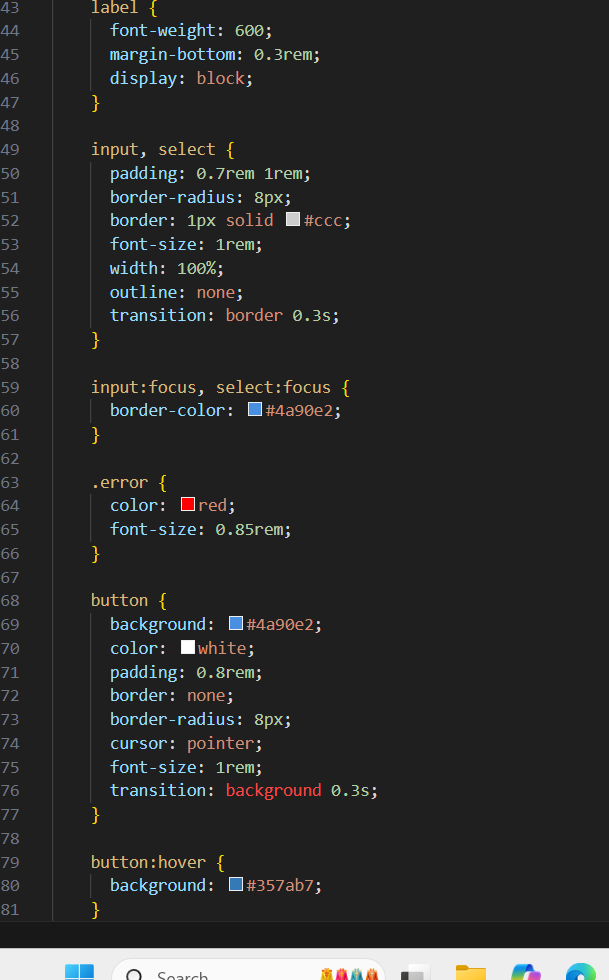 43 label {
44 font-weight: 600;
45 margin-bottom: 0.3rem;
46 display: block;
47 }
48
49 input, select {
50 padding: 0.7rem 1rem;
51 border-radius: 8px;
52 border: 1px solid #ccc;
53 font-size: 1rem;
54 width: 100%;
55 outline: none;
56 transition: border 0.3s;
57 }
58
59 input:focus, select:focus {
60 border-color: #4a90e2;
61 }
62
63 .error {
64 color: red;
65 font-size: 0.85rem;
66 }
67
68 button {
69 background: #4a90e2;
70 color: white;
71 padding: 0.8rem;
72 border: none;
73 border-radius: 8px;
74 cursor: pointer;
75 font-size: 1rem;
76 transition: background 0.3s;
77 }
78
79 button:hover {
80 background: #357ab7;
81 }
Search